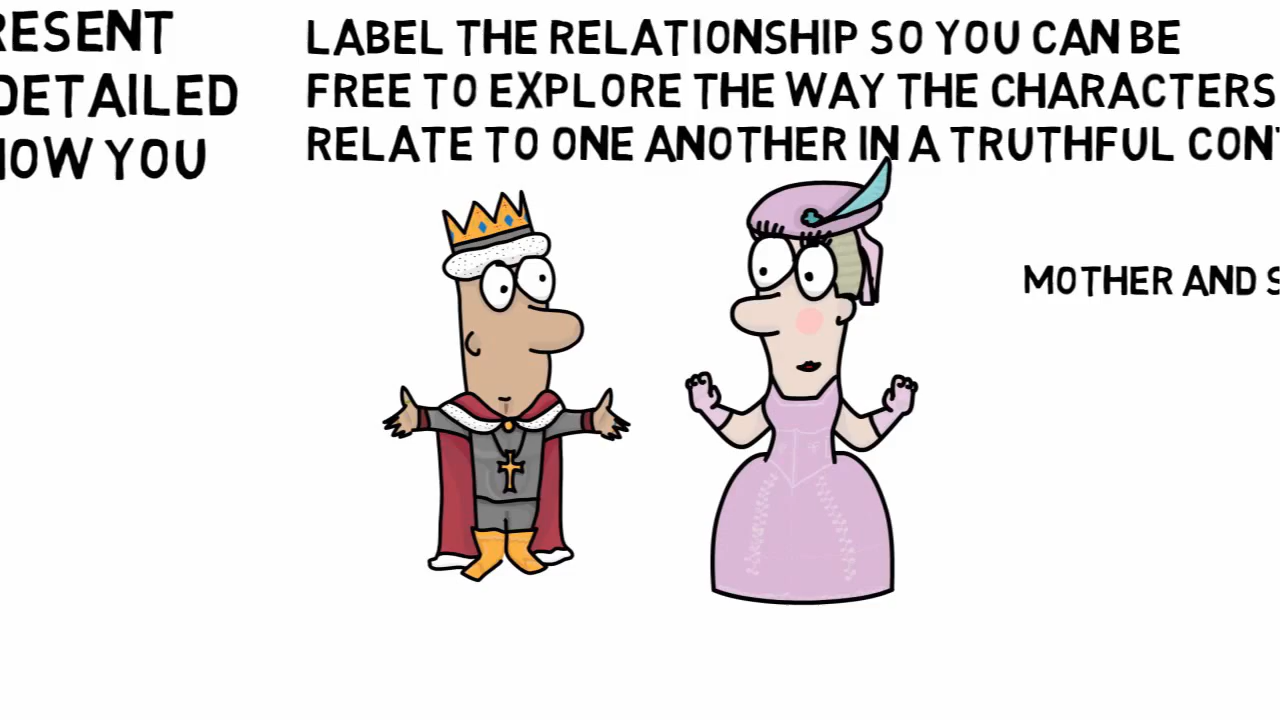 RESENT
DETAILED
HOW YOU
LABEL THE RELATIONSHIP SO YOU CAN BE
FREE TO EXPLORE THE WAY THE CHARACTERS
RELATE TO ONE ANOTHER IN A TRUTHFUL CON
MOTHER AND S